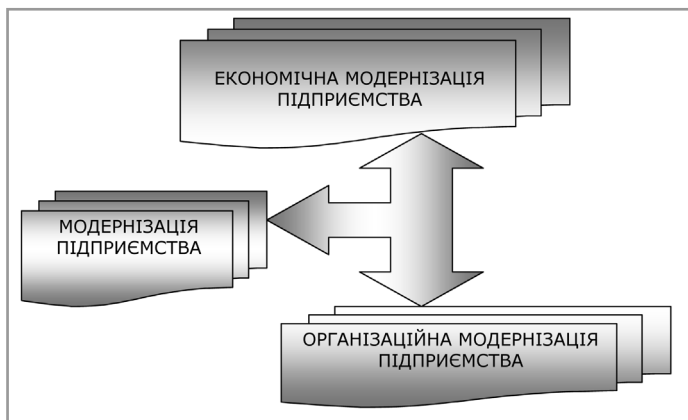 ЕКОНОМІЧНА МОДЕРНІЗАЦІЯ
ПІДПРИЄМСТВА
МОДЕРНІЗАЦІЯ
ПІДПРИЄМСТВА
ОРГАНІЗАЦІЙНА МОДЕРНІЗАЦІЯ
ПІДПРИЄМСТВА